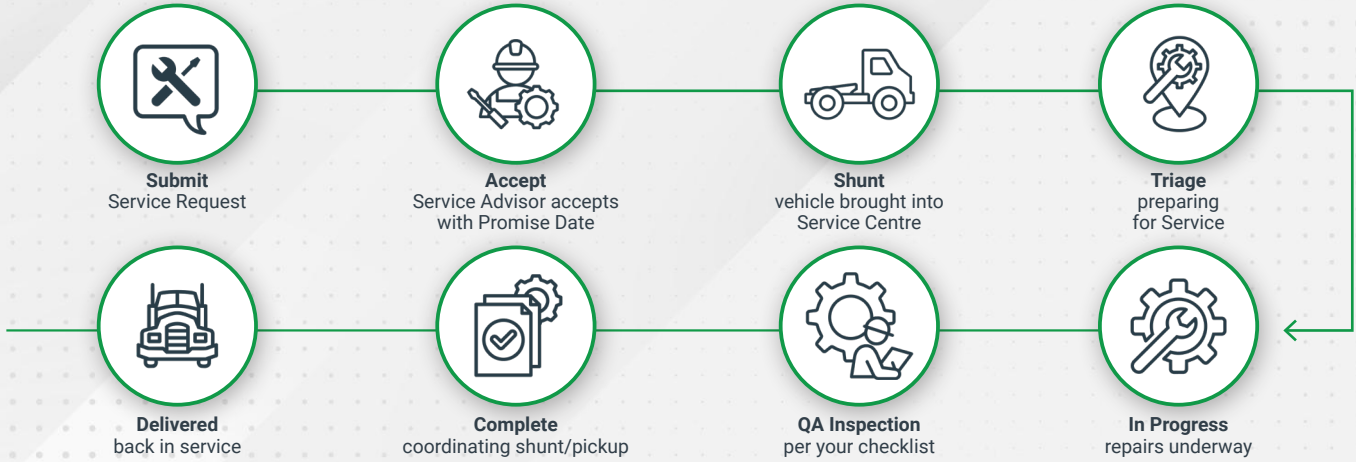 Submit
Service Request
Accept
Service Advisor accepts
with Promise Date
Shunt
vehicle brought into
Service Centre
Triage
preparing
for Service
Delivered
back in service
Complete
coordinating shunt/pickup
QA Inspection
per your checklist
In Progress
repairs underway